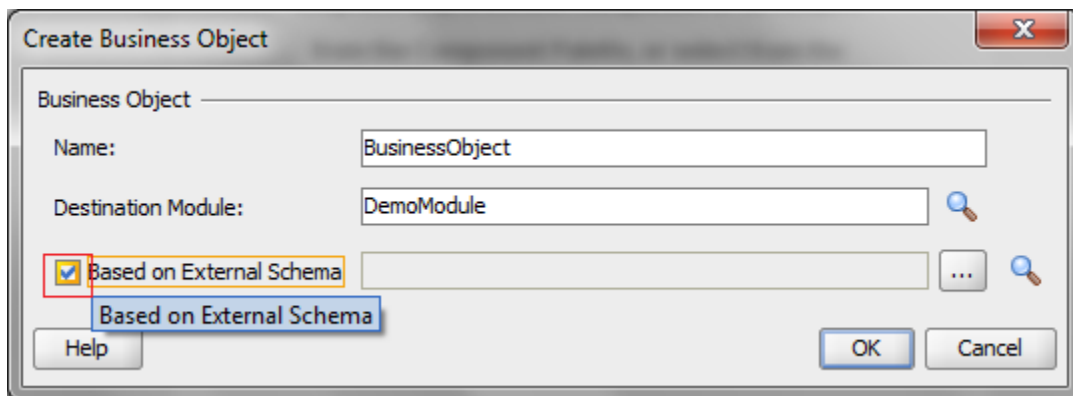 Create Business Object
Business Object
Name: BusinessObject
Destination Module: DemoModule
Based on External Schema ...
Based on External Schema
Help OK Cancel